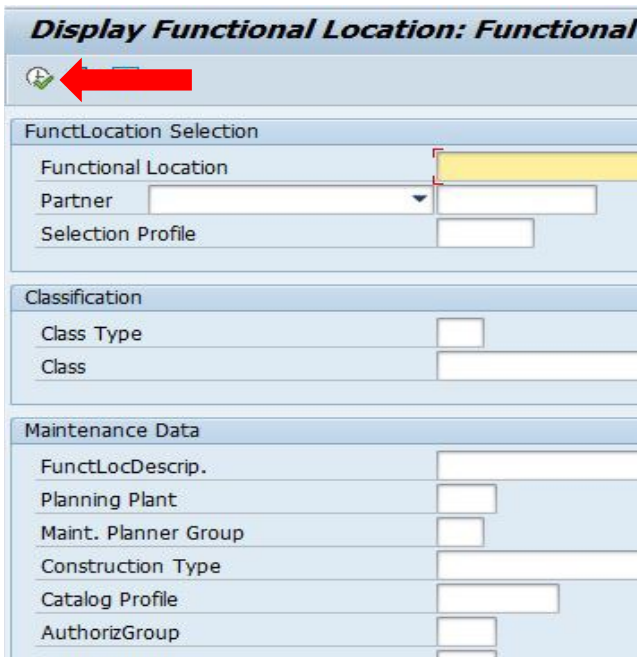 Display Functional Location: Functional
FunctLocation Selection
Functional Location
Partner
Selection Profile
Classification
Class Type
Class
Maintenance Data
FunctLocDescrip.
Planning Plant
Maint. Planner Group
Construction Type
Catalog Profile
AuthorizGroup